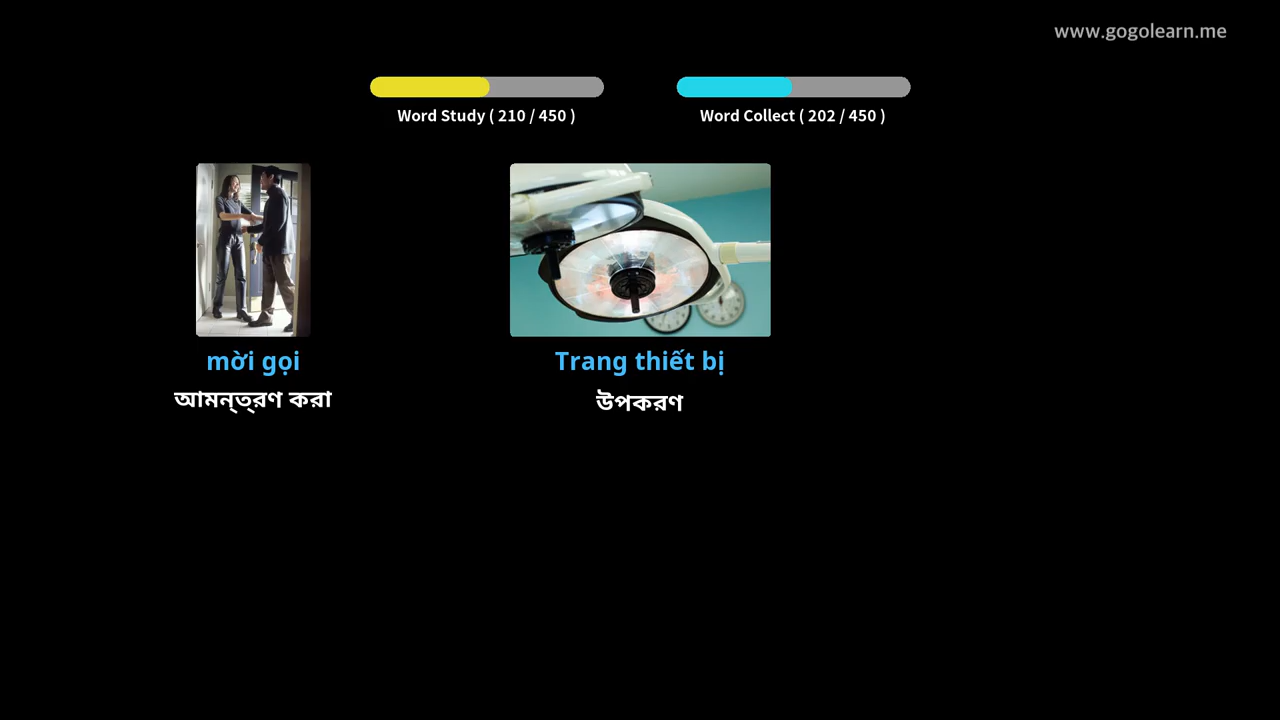 www.gogolearn.me
Word Study ( 210 / 450 )
Word Collect ( 202 / 450 )
mời gọi
Trang thiết bị
আমন্ত্রণ করা
উপকরণ